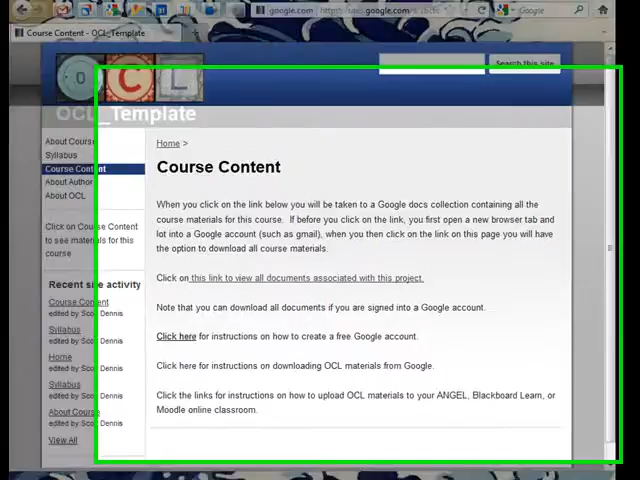 google.com
Google
Course Content - OCL_Template
O C L
Search this site
OCL_Template
About Course
Syllabus
Course Content
About Author
About OCL
Click on Course Content
to see materials for this
course
Recent site activity
Course Content
edited by Scott Dennis
Syllabus
edited by Scott Dennis
Home
edited by Scott Dennis
Syllabus
edited by Scott Dennis
About Course
edited by Scott Dennis
View All
Home >
Course Content
When you click on the link below you will be taken to a Google docs collection containing all the
course materials for this course. If before you click on the link, you first open a new browser tab and
lot into a Google account (such as gmail), when you then click on the link on this page you will have
the option to download all course materials.
Click on this link to view all documents associated with this project.
Note that you can download all documents if you are signed into a Google account.
Click here for instructions on how to create a free Google account.
Click here for instructions on downloading OCL materials from Google.
Click the links for instructions on how to upload OCL materials to your ANGEL, Blackboard Learn, or
Moodle online classroom.